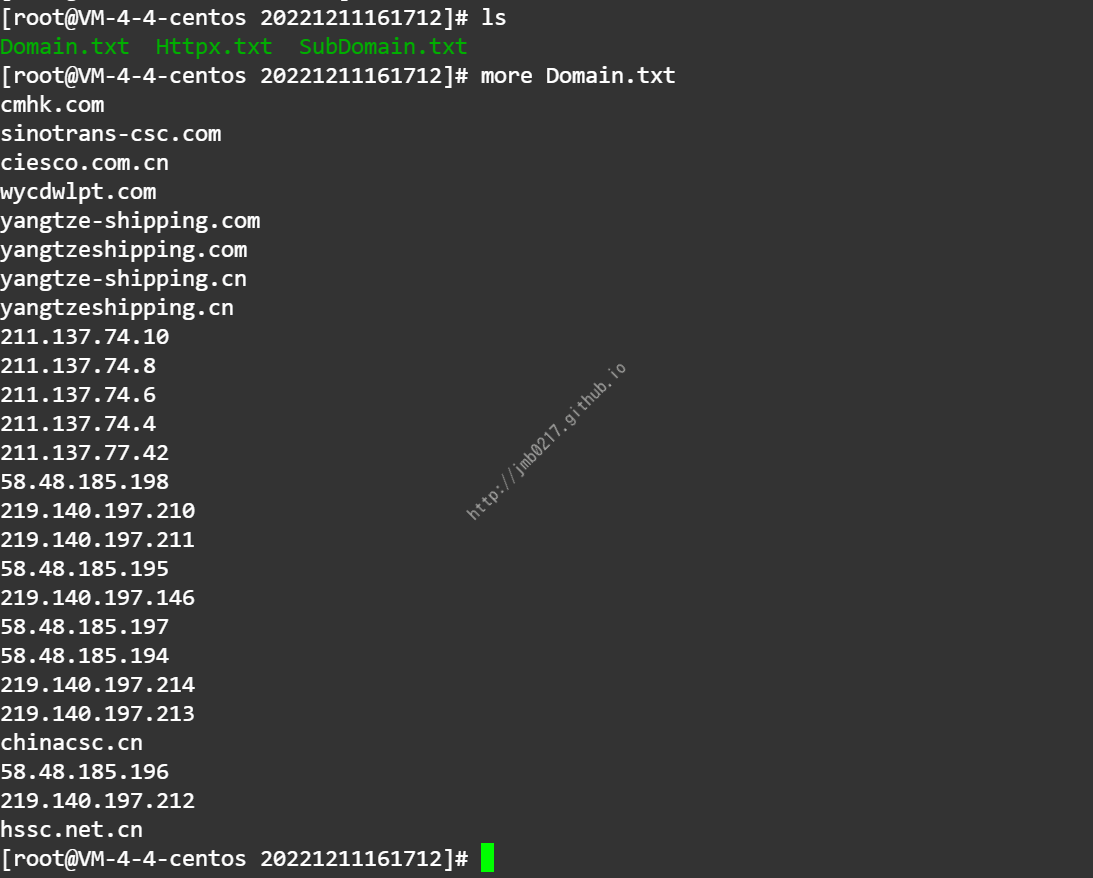 [root@VM-4-4-centos 20221211161712]# ls
Domain.txt  Httpx.txt  SubDomain.txt
[root@VM-4-4-centos 20221211161712]# more Domain.txt
cmhk.com
sinotrans-csc.com
ciesco.com.cn
wycdwlpt.com
yangtze-shipping.com
yangtzeshipping.com
yangtze-shipping.cn
yangtzeshipping.cn
211.137.74.10
211.137.74.8
211.137.74.6
211.137.74.4
211.137.77.42
58.48.185.198
219.140.197.210
219.140.197.211
58.48.185.195
219.140.197.146
58.48.185.197
58.48.185.194
219.140.197.214
219.140.197.213
chinacsc.cn
58.48.185.196
219.140.197.212
hssc.net.cn
[root@VM-4-4-centos 20221211161712]#
http://jmb0217.github.io